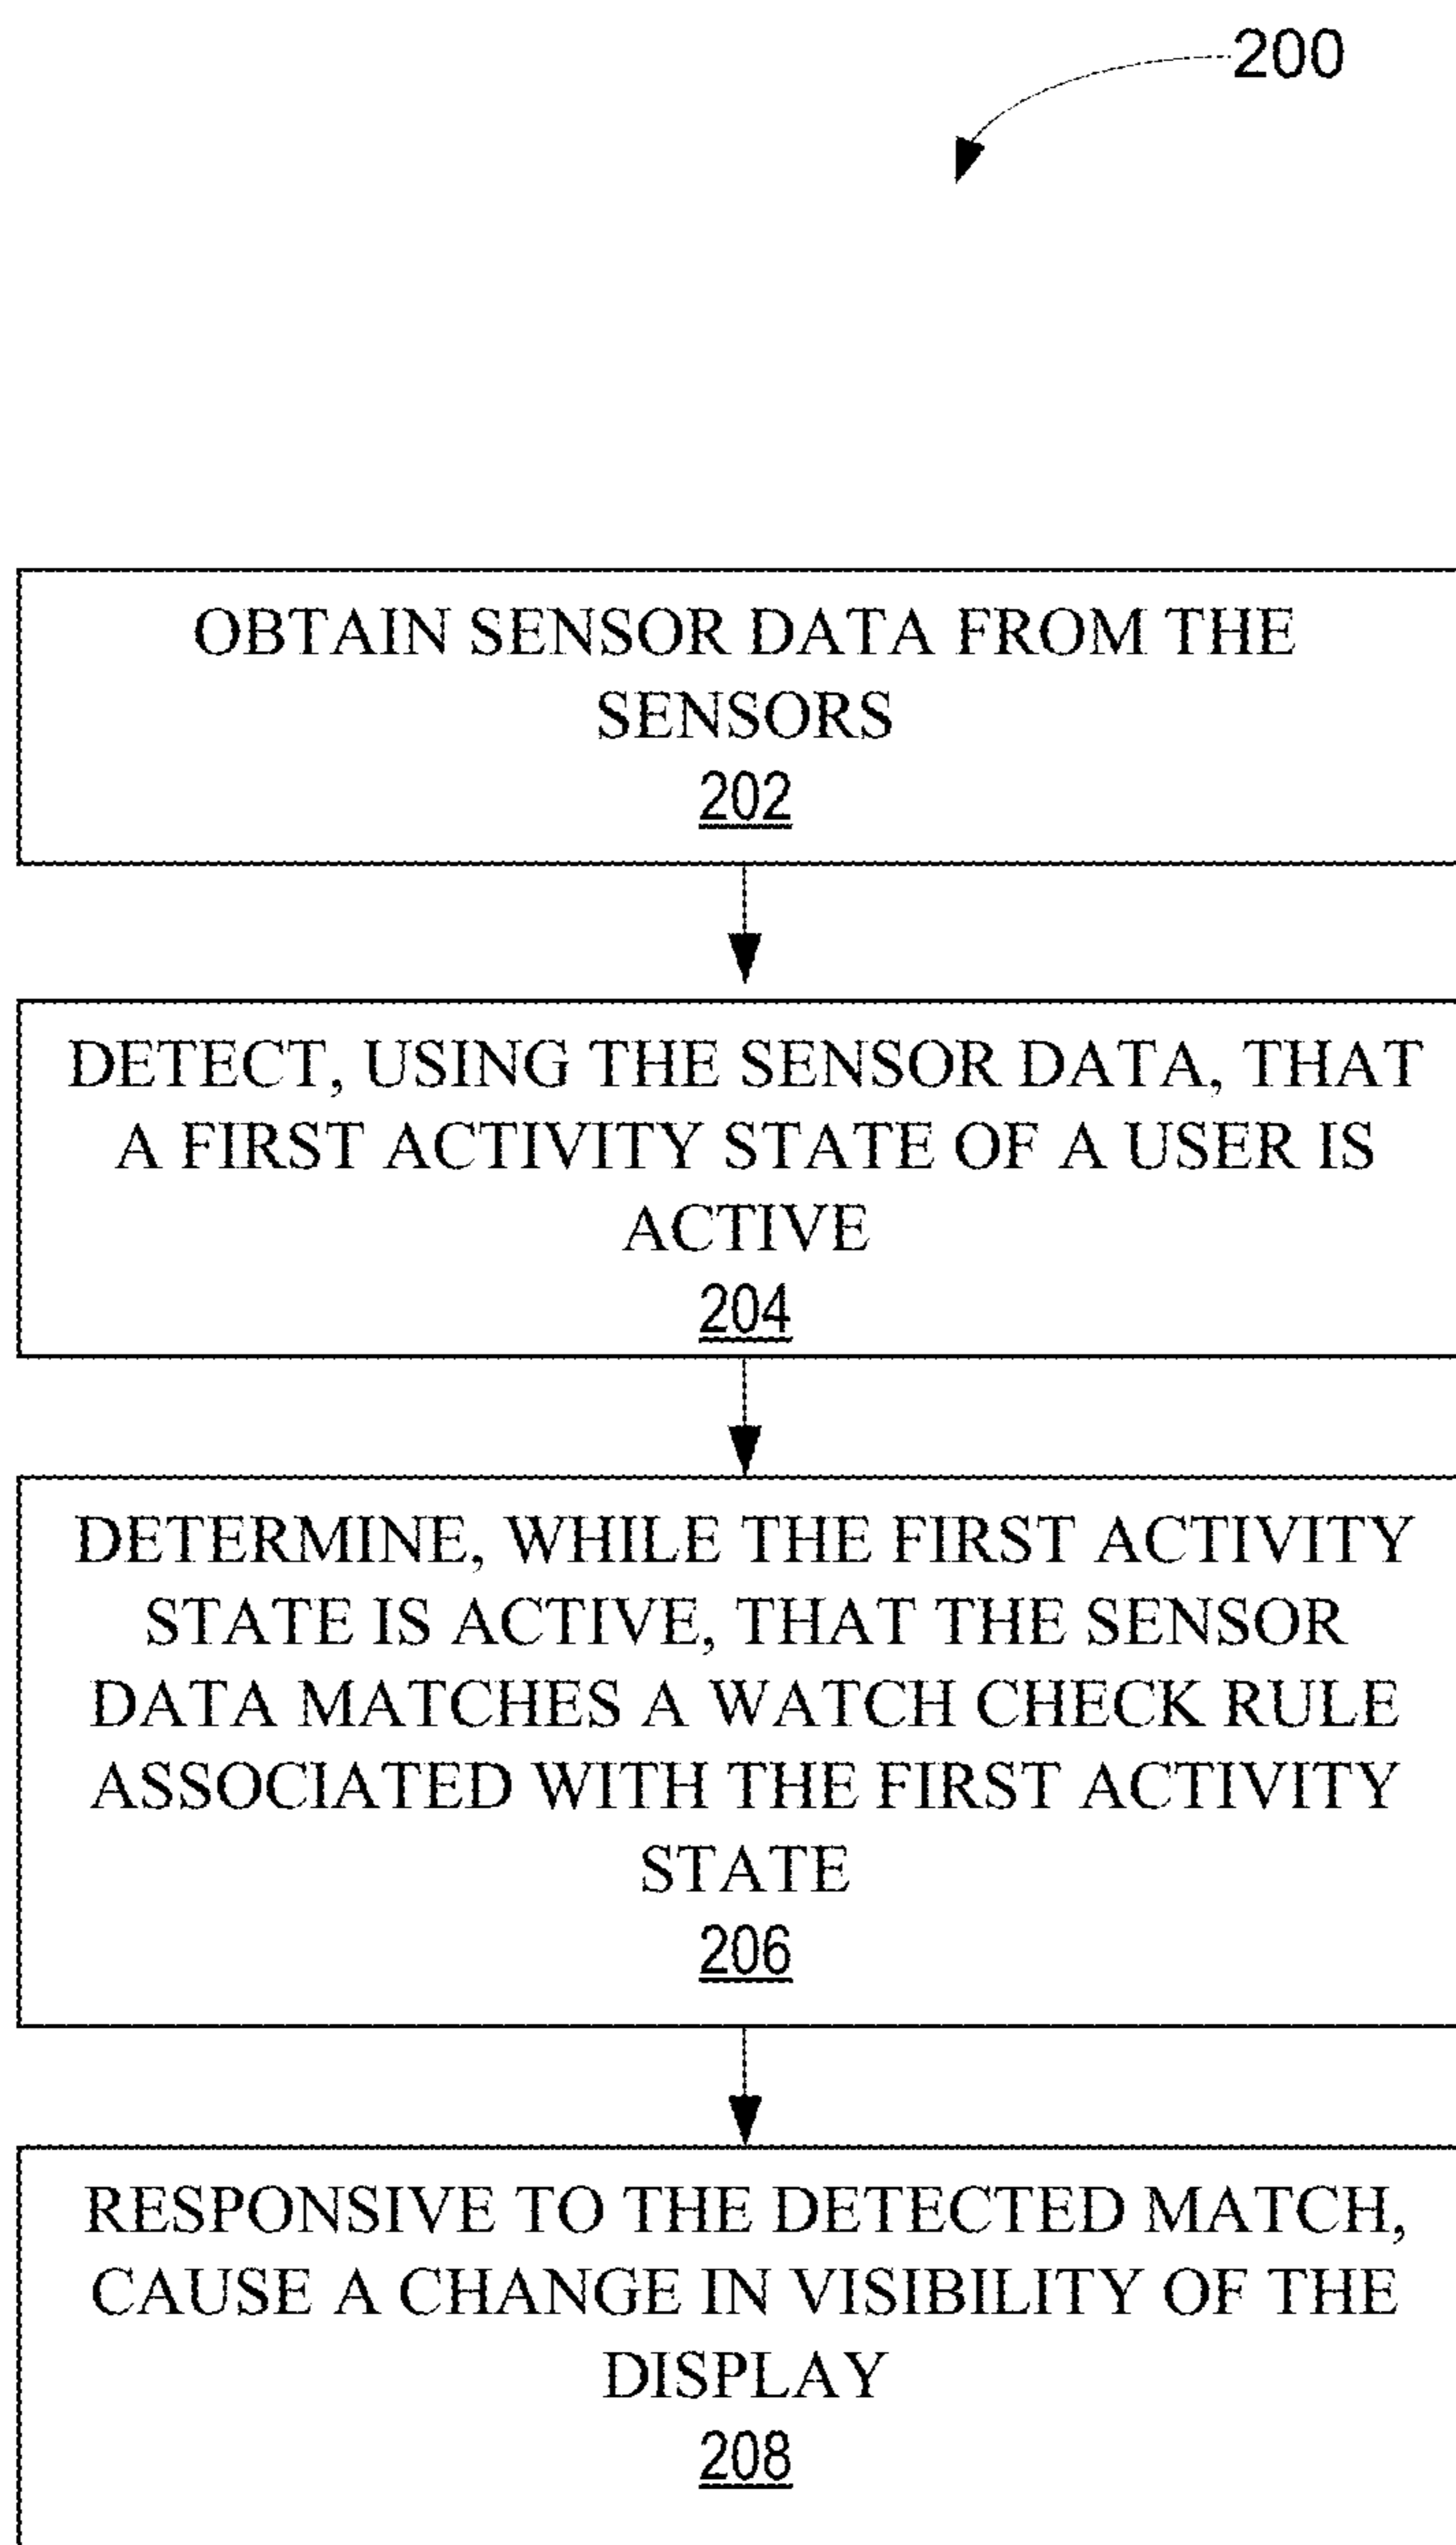 200
OBTAIN SENSOR DATA FROM THE
SENSORS
202
DETECT, USING THE SENSOR DATA, THAT
A FIRST ACTIVITY STATE OF A USER IS
ACTIVE
204
DETERMINE, WHILE THE FIRST ACTIVITY
STATE IS ACTIVE, THAT THE SENSOR
DATA MATCHES A WATCH CHECK RULE
ASSOCIATED WITH THE FIRST ACTIVITY
STATE
206
RESPONSIVE TO THE DETECTED MATCH,
CAUSE A CHANGE IN VISIBILITY OF THE
DISPLAY
208